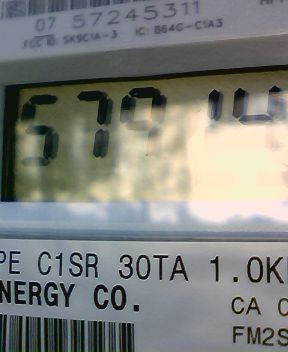 07 57245311
FCC ID: SK9C1A-3 IC: 864G-C1A3
579 14
PE C1SR 30TA 1.0K
NERGY CO.
CA
FM2S